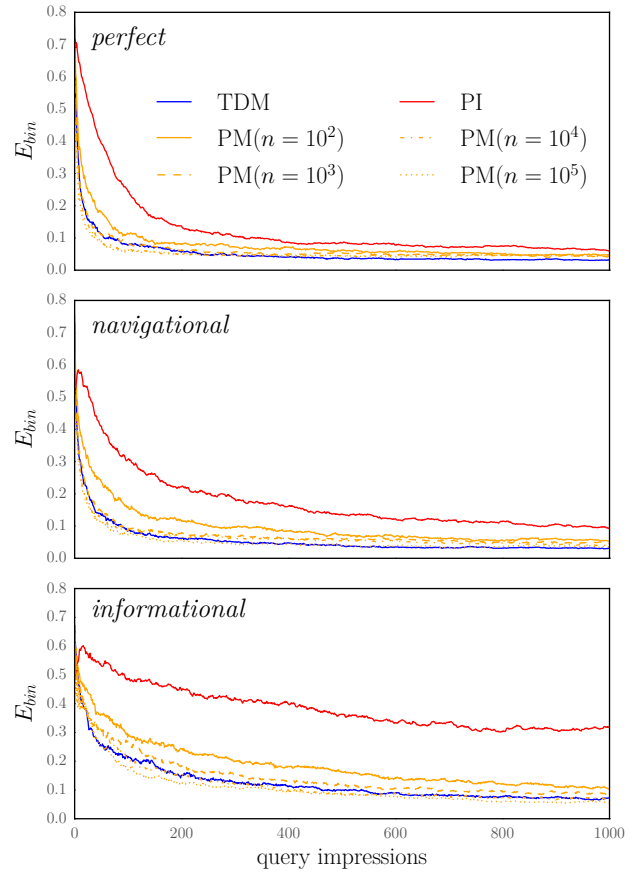 perfect
TDM
PI
PM(n = 10^2)
PM(n = 10^4)
PM(n = 10^3)
PM(n = 10^5)
E_bin
0.8
0.7
0.6
0.5
0.4
0.3
0.2
0.1
0.0
navigational
E_bin
0.8
0.7
0.6
0.5
0.4
0.3
0.2
0.1
0.0
informational
E_bin
0.8
0.7
0.6
0.5
0.4
0.3
0.2
0.1
0.0
0 200 400 600 800 1000
query impressions